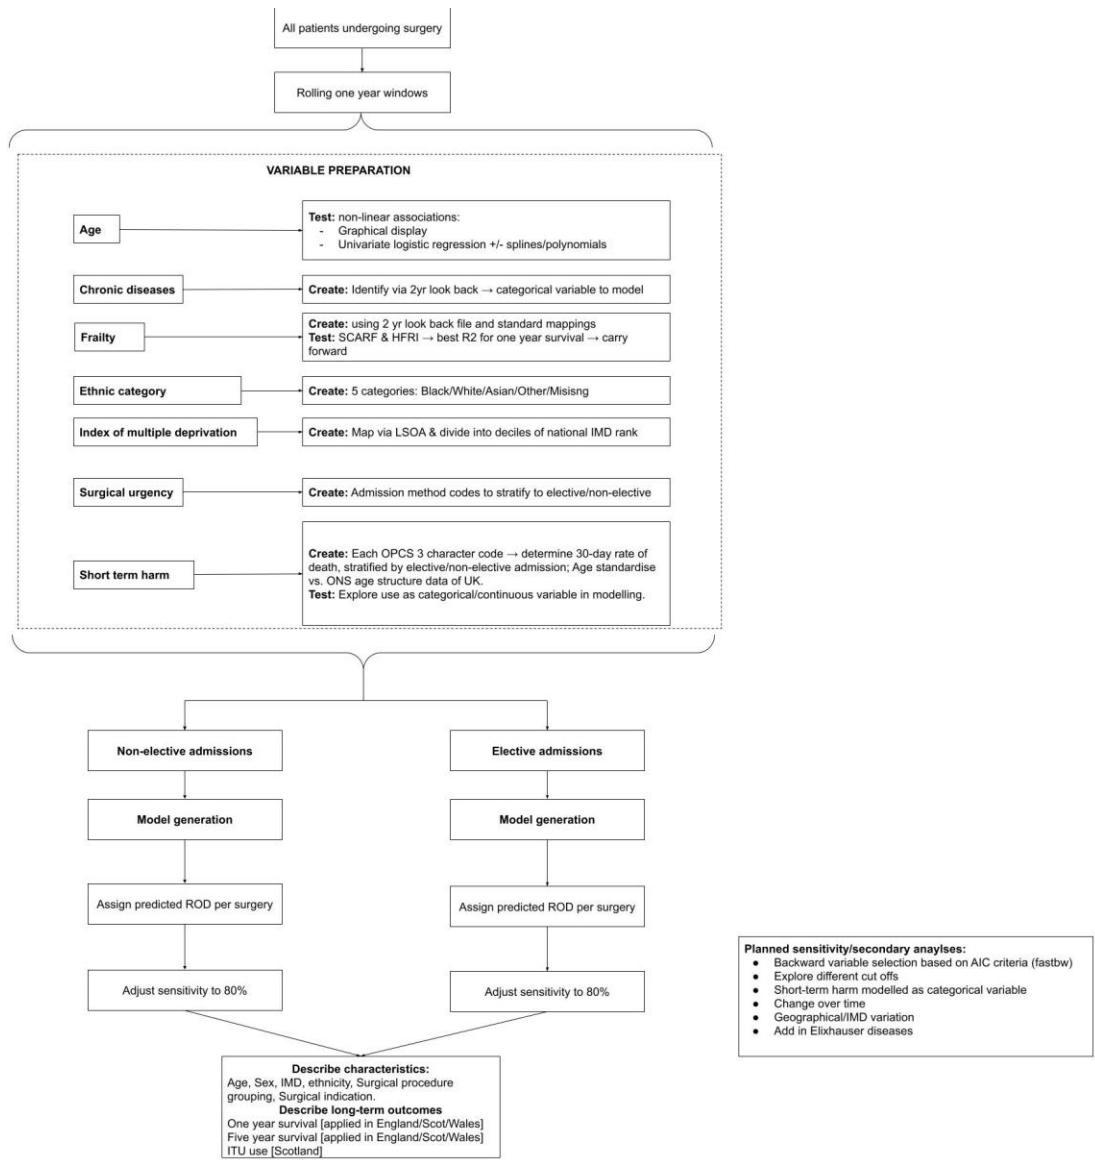 All patients undergoing surgery
Rolling one year windows
VARIABLE PREPARATION
Age
Test: non-linear associations:
- Graphical display
- Univariate logistic regression +/- splines/polynomials
Chronic diseases
Create: Identify via 2yr look back → categorical variable to model
Frailty
Create: using 2 yr look back file and standard mappings
Test: SCARF & HFRI → best R2 for one year survival → carry
forward
Ethnic category
Create: 5 categories: Black/White/Asian/Other/Misisng
Index of multiple deprivation
Create: Map via LSOA & divide into deciles of national IMD rank
Surgical urgency
Create: Admission method codes to stratify to elective/non-elective
Short term harm
Create: Each OPCS 3 character code → determine 30-day rate of
death, stratified by elective/non-elective admission; Age standardise
vs. ONS age structure data of UK.
Test: Explore use as categorical/continuous variable in modelling.
Non-elective admissions
Elective admissions
Model generation
Model generation
Assign predicted ROD per surgery
Assign predicted ROD per surgery
Adjust sensitivity to 80%
Adjust sensitivity to 80%
Planned sensitivity/secondary anaylses:
● Backward variable selection based on AIC criteria (fastbw)
● Explore different cut offs
● Short-term harm modelled as categorical variable
● Change over time
● Geographical/IMD variation
● Add in Elixhauser diseases
Describe characteristics:
Age, Sex, IMD, ethnicity, Surgical procedure
grouping, Surgical indication.
Describe long-term outcomes
One year survival [applied in England/Scot/Wales]
Five year survival [applied in England/Scot/Wales]
ITU use [Scotland]